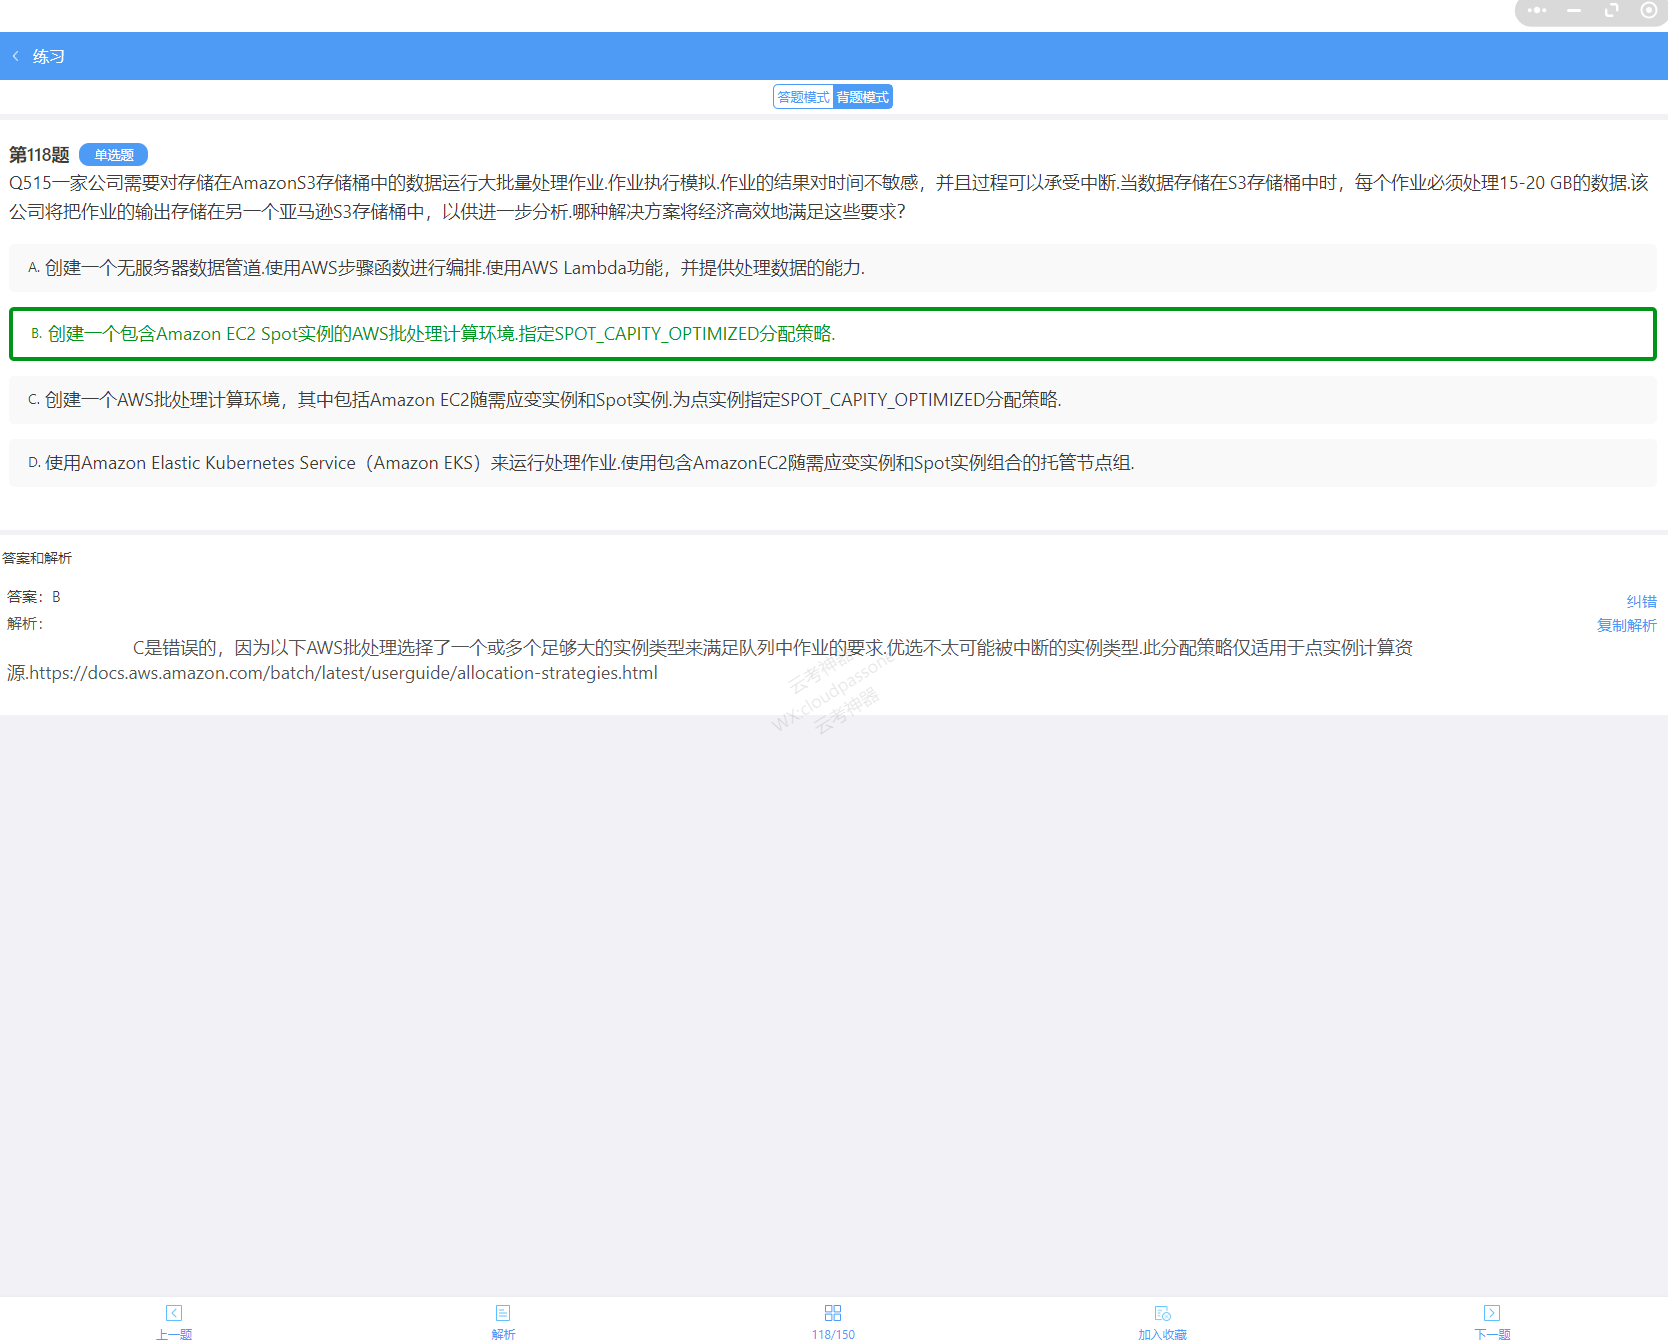 练习
答题模式 背题模式
第118题 单选题
Q515一家公司需要对存储在AmazonS3存储桶中的数据运行大批量处理作业.作业执行模拟.作业的结果对时间不敏感，并且过程可以承受中断.当数据存储在S3存储桶中时，每个作业必须处理15-20 GB的数据.该
公司将把作业的输出存储在另一个亚马逊S3存储桶中，以供进一步分析.哪种解决方案将经济高效地满足这些要求?
A. 创建一个无服务器数据管道.使用AWS步骤函数进行编排.使用AWS Lambda功能，并提供处理数据的能力.
B. 创建一个包含Amazon EC2 Spot实例的AWS批处理计算环境.指定SPOT_CAPITY_OPTIMIZED分配策略.
C. 创建一个AWS批处理计算环境，其中包括Amazon EC2随需应变实例和Spot实例.为点实例指定SPOT_CAPITY_OPTIMIZED分配策略.
D. 使用Amazon Elastic Kubernetes Service（Amazon EKS）来运行处理作业.使用包含AmazonEC2随需应变实例和Spot实例组合的托管节点组.
答案和解析
答案：B
纠错
解析：
复制解析
C是错误的，因为以下AWS批处理选择了一个或多个足够大的实例类型来满足队列中作业的要求.优选不太可能被中断的实例类型.此分配策略仅适用于点实例计算资
源.https://docs.aws.amazon.com/batch/latest/userguide/allocation-strategies.html
云考神器
WX:cloudpassone
云考神器
上一题 解析 118/150 加入收藏 下一题